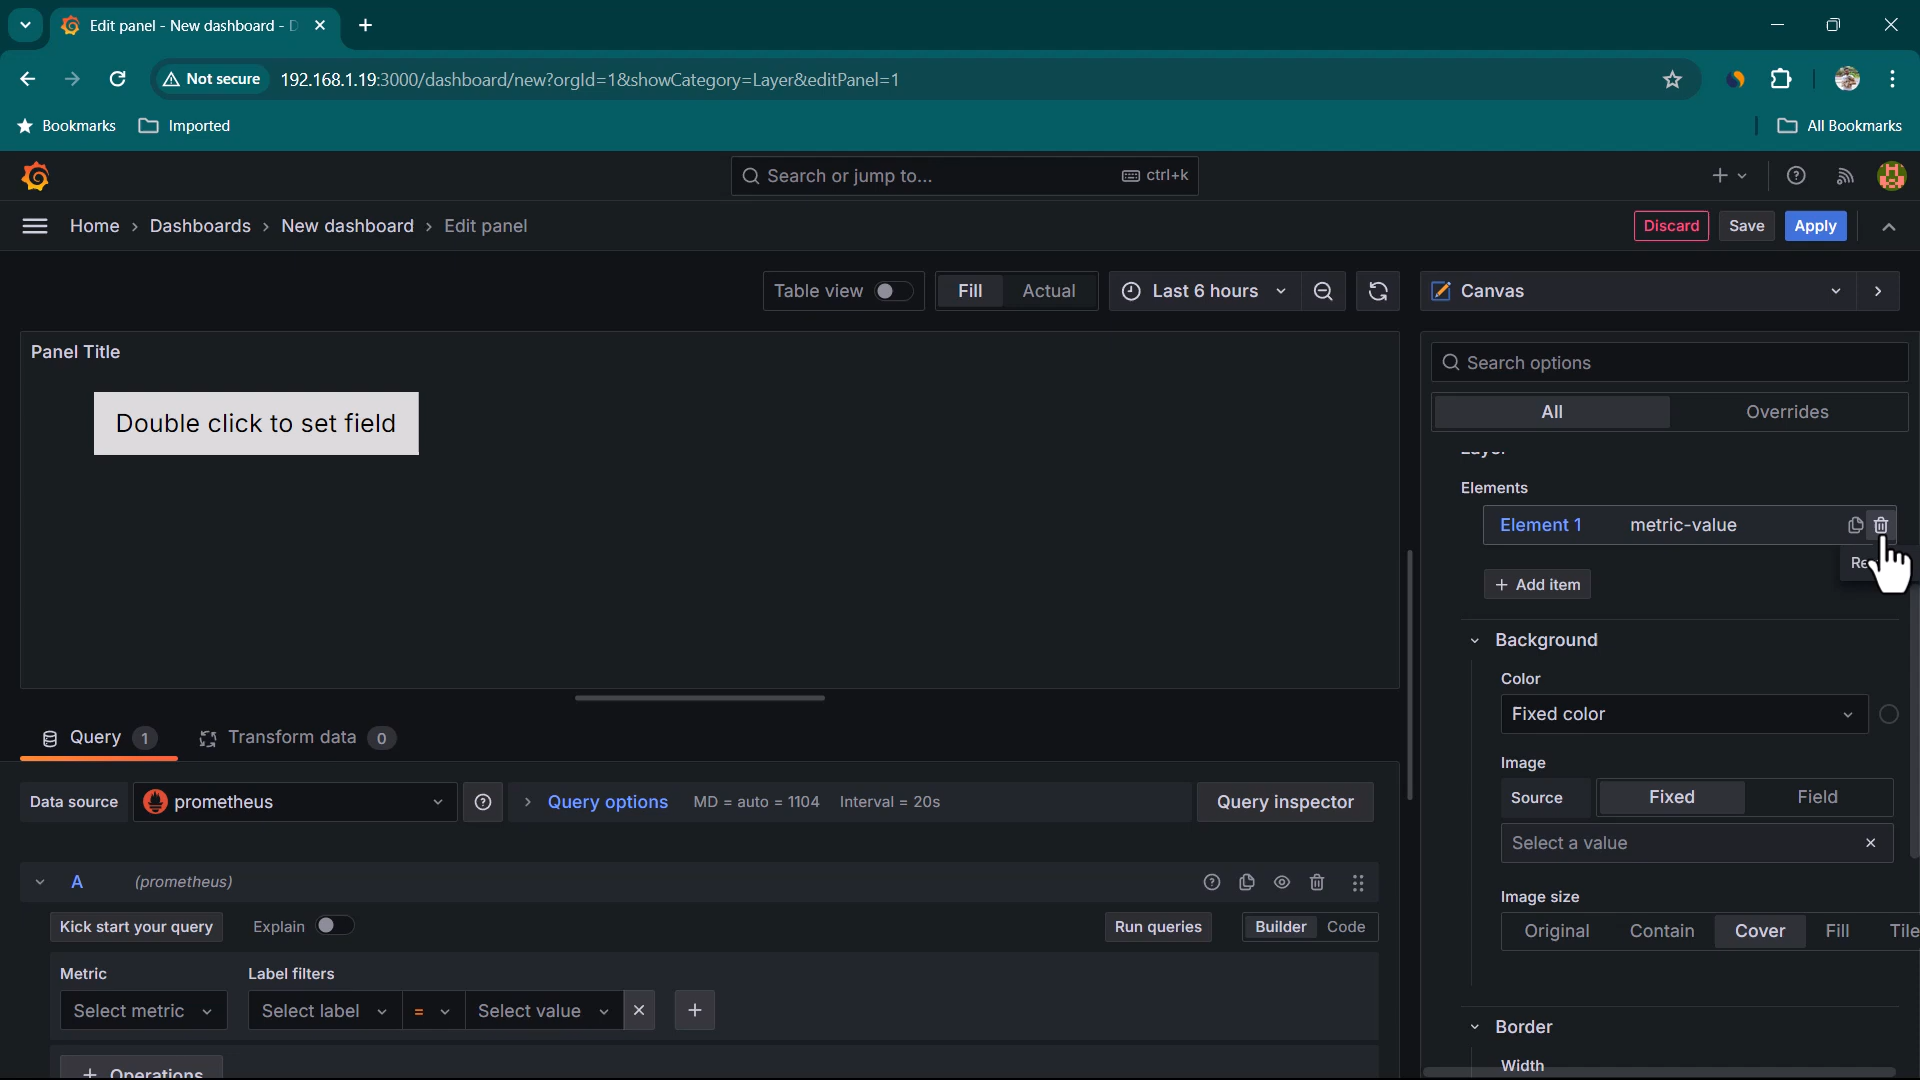 Edit panel - New dashboard -
Not secure
192.168.1.19:3000/dashboard/new?orgId=1&showCategory=Layer&editPanel=1
Bookmarks
Imported
All Bookmarks
Search or jump to...
ctrl+k
Home › Dashboards › New dashboard › Edit panel
Discard
Save
Apply
Table view
Fill
Actual
Last 6 hours
Canvas
Panel Title
Double click to set field
Search options
All
Overrides
Layer
Elements
Element 1
metric-value
+ Add item
Background
Color
Fixed color
Image
Source
Fixed
Field
Select a value
Image size
Original
Contain
Cover
Fill
Tile
Border
Width
Query 1
Transform data 0
Data source
prometheus
Query options
MD = auto = 1104
Interval = 20s
Query inspector
A
(prometheus)
Kick start your query
Explain
Run queries
Builder
Code
Metric
Label filters
Select metric
Select label
=
Select value
+
+ Operations